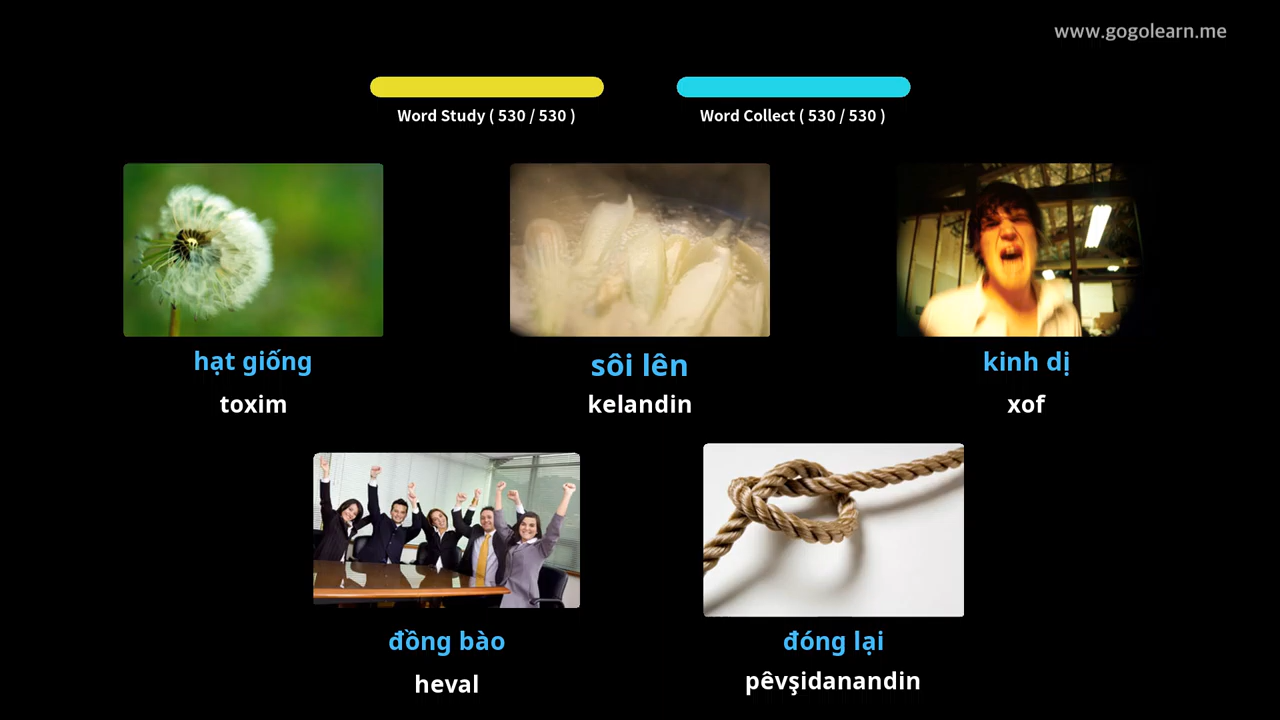 www.gogolearn.me
Word Study ( 530 / 530 )
Word Collect ( 530 / 530 )
hạt giống
toxim
sôi lên
kelandin
kinh dị
xof
đồng bào
heval
đóng lại
pêvşidanandin